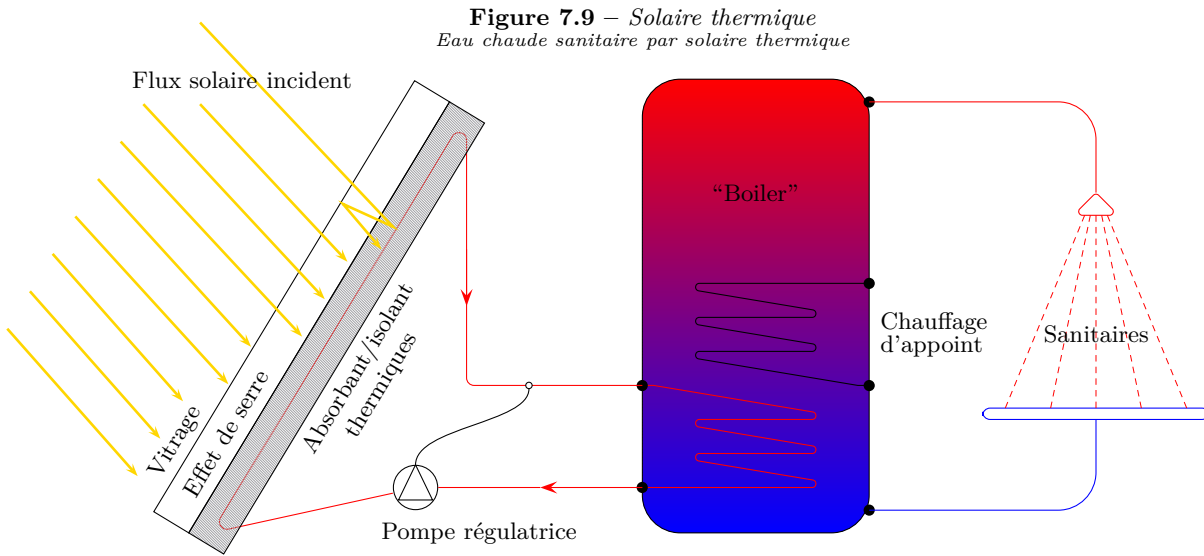 Figure 7.9 – Solaire thermique
Eau chaude sanitaire par solaire thermique
Flux solaire incident
“Boiler”
Chauffage
d’appoint
Sanitaires
Vitrage
Effet de serre
Absorbant/isolant
thermiques
Pompe régulatrice